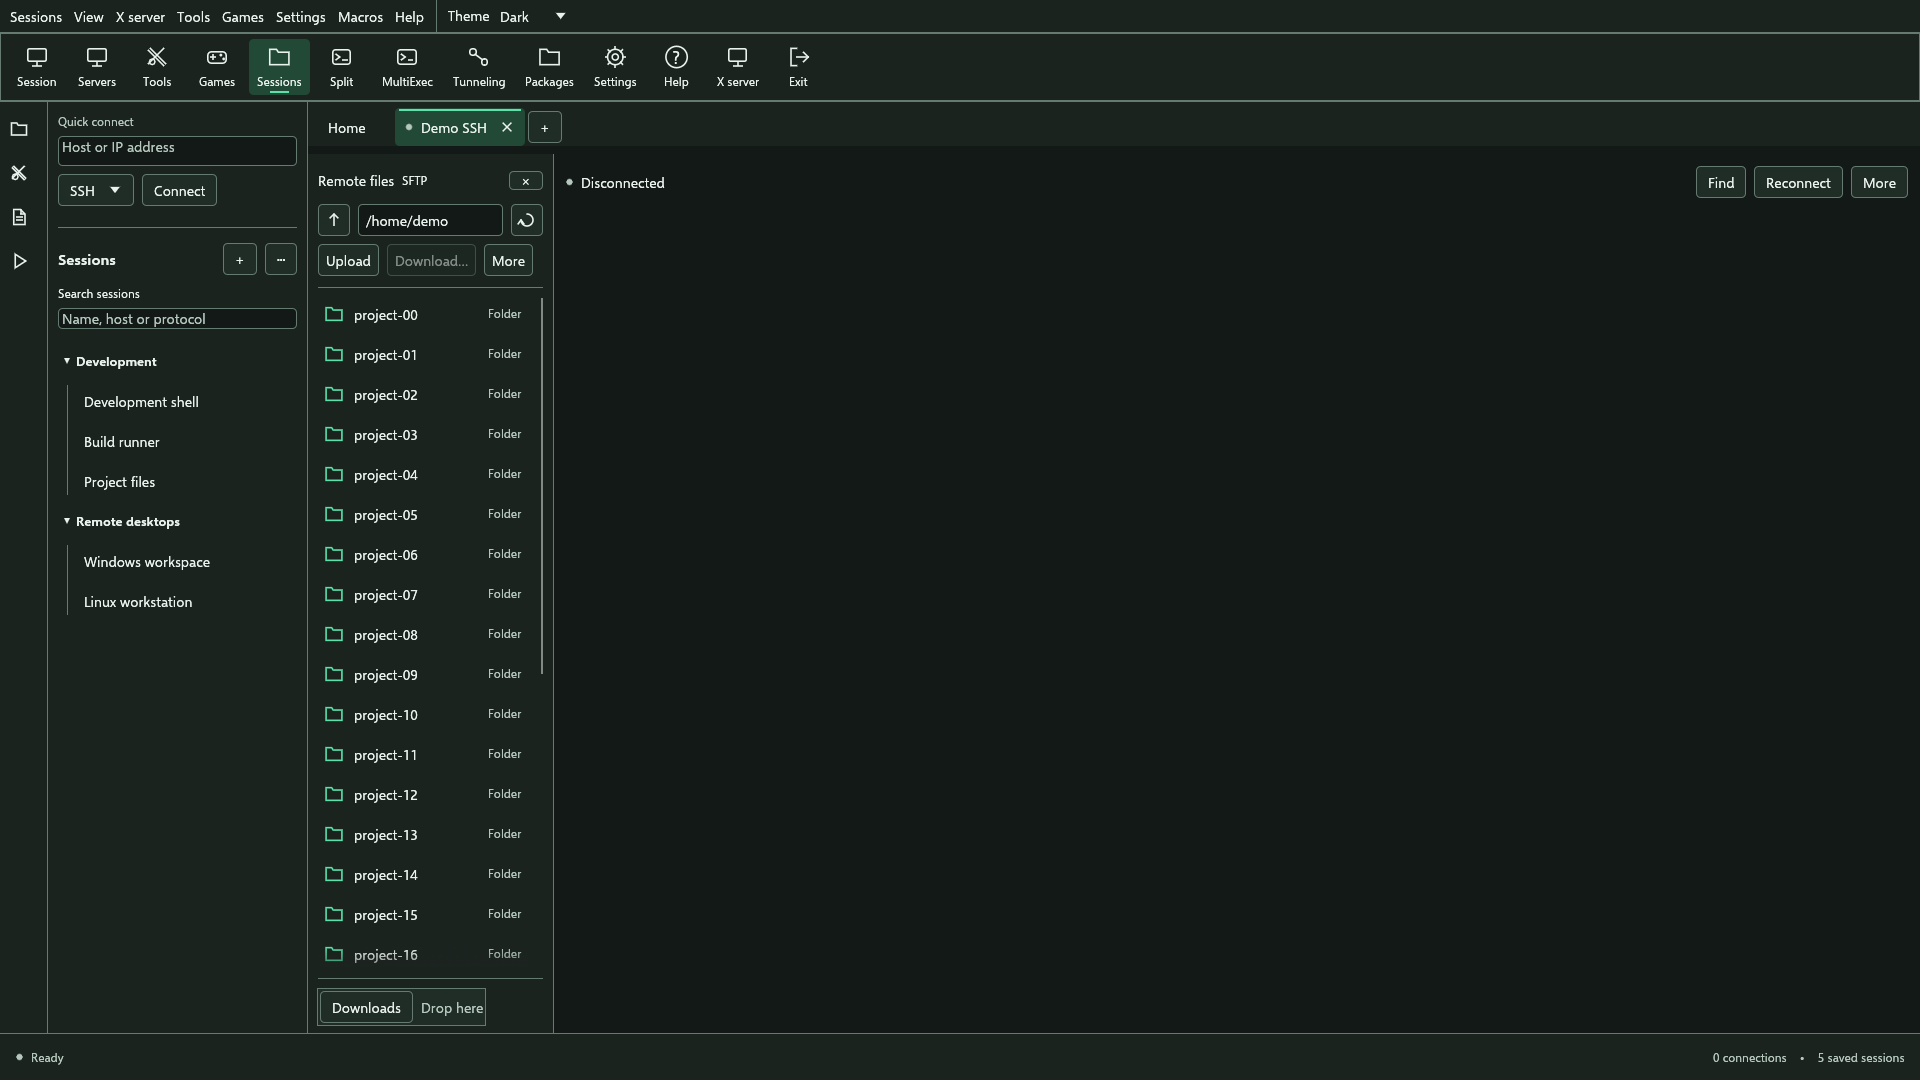 Sessions View X server Tools Games Settings Macros Help Theme Dark
Session Servers Tools Games Sessions Split MultiExec Tunneling Packages Settings Help X server Exit
Quick connect
Host or IP address
SSH Connect
Sessions + ...
Search sessions
Name, host or protocol
Development
Development shell
Build runner
Project files
Remote desktops
Windows workspace
Linux workstation
Home Demo SSH +
Remote files SFTP
/home/demo
Upload Download... More
project-00 Folder
project-01 Folder
project-02 Folder
project-03 Folder
project-04 Folder
project-05 Folder
project-06 Folder
project-07 Folder
project-08 Folder
project-09 Folder
project-10 Folder
project-11 Folder
project-12 Folder
project-13 Folder
project-14 Folder
project-15 Folder
project-16 Folder
Downloads Drop here
Disconnected Find Reconnect More
Ready 0 connections • 5 saved sessions